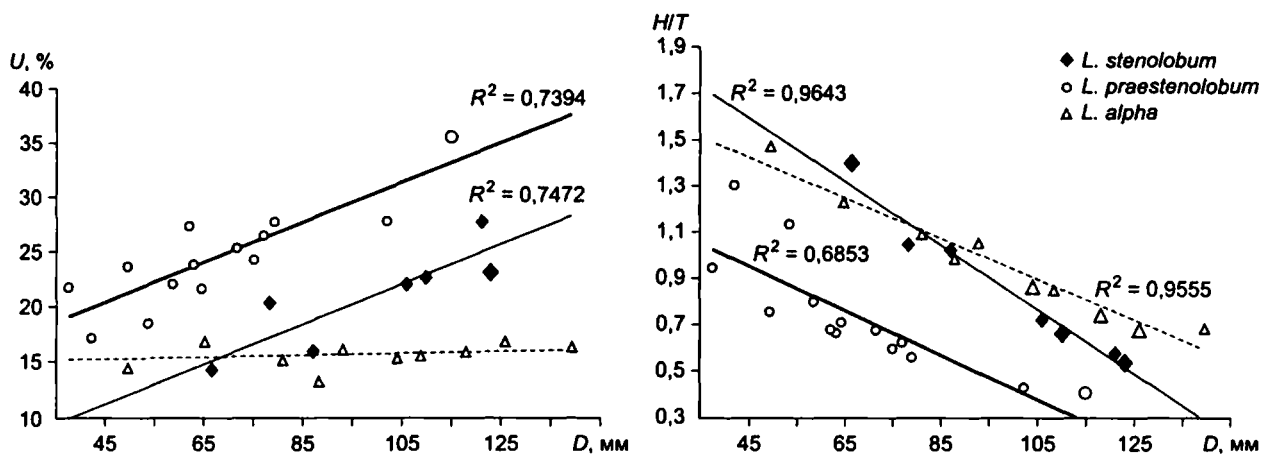 U, %
40
35
30
25
20
15
10
R² = 0,7394
R² = 0,7472
45 65 85 105 125 D, мм
H/T
1,9
1,7
1,5
1,3
1,1
0,9
0,7
0,5
0,3
R² = 0,9643
R² = 0,6853
R² = 0,9555
L. stenolobum
L. praestenolobum
L. alpha
45 65 85 105 125 D, мм